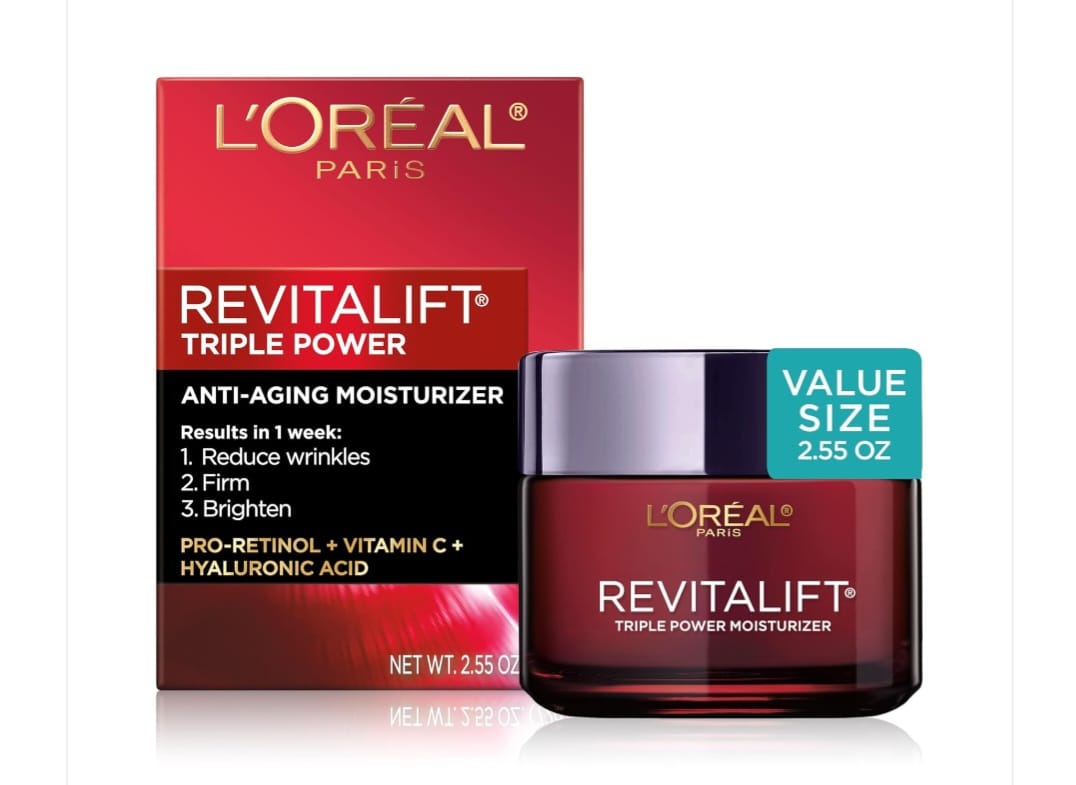 L'ORÉAL®
PARiS
REVITALIFT®
TRIPLE POWER
ANTI-AGING MOISTURIZER
Results in 1 week:
1. Reduce wrinkles
2. Firm
3. Brighten
PRO-RETINOL + VITAMIN C +
HYALURONIC ACID
NET WT. 2.55 OZ
VALUE
SIZE
2.55 OZ
L'ORÉAL®
PARiS
REVITALIFT®
TRIPLE POWER MOISTURIZER